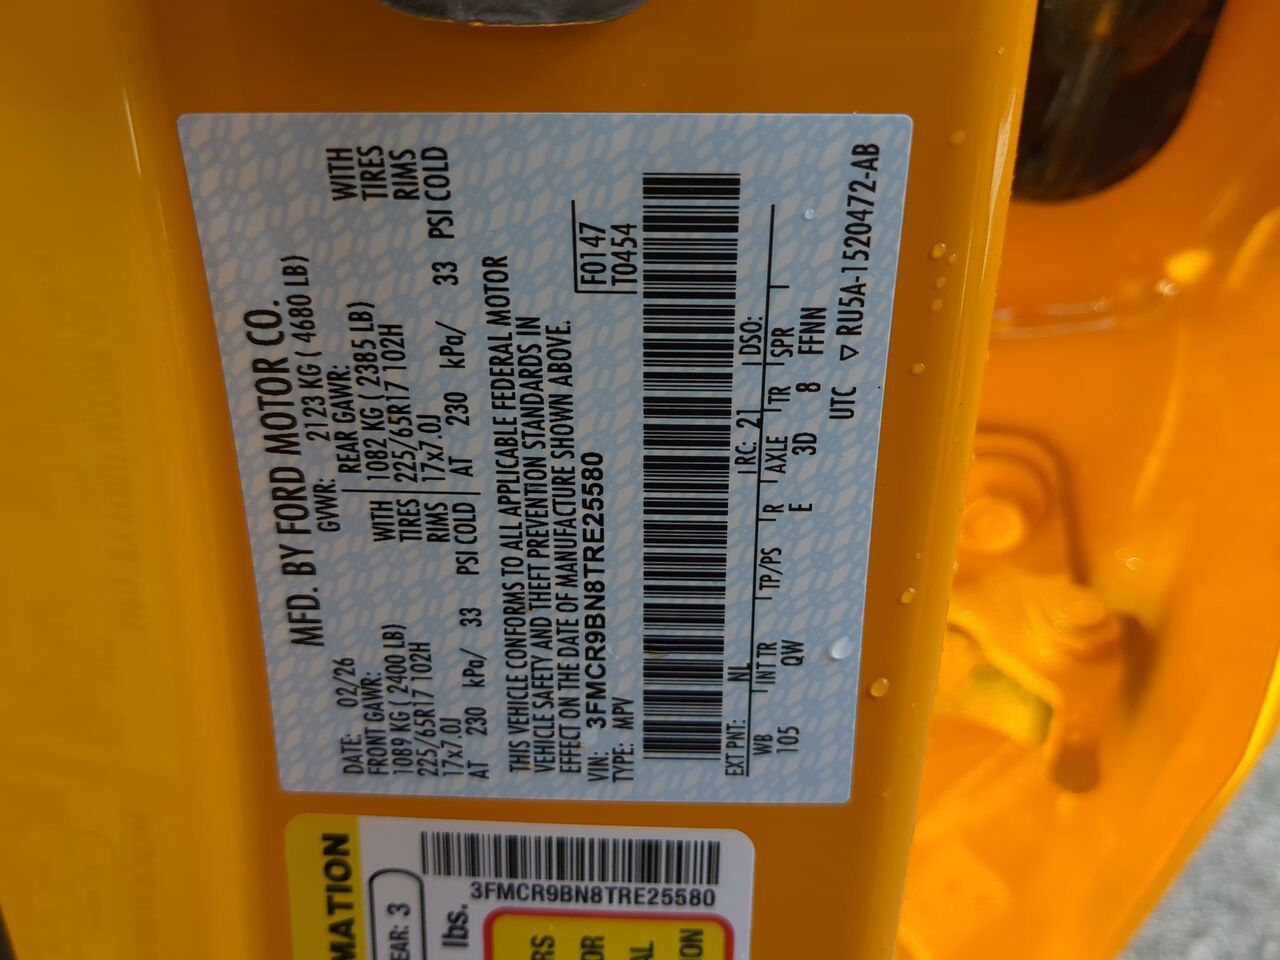 MFD. BY FORD MOTOR CO.
DATE: 02/26 GWVR: 2123 KG ( 4680 LB)
FRONT GAWR: REAR GAWR:
1089 KG ( 2400 LB) WITH 1082 KG ( 2385 LB) WITH
225/65R17 102H TIRES 225/65R17 102H TIRES
17x7.0J RIMS 17x7.0J RIMS
AT 230 kPa/ 33 PSI COLD AT 230 kPa/ 33 PSI COLD
THIS VEHICLE CONFORMS TO ALL APPLICABLE FEDERAL MOTOR
VEHICLE SAFETY AND THEFT PREVENTION STANDARDS IN
EFFECT ON THE DATE OF MANUFACTURE SHOWN ABOVE.
VIN: 3FMCR9BN8TRE25580 F0147
TYPE: MPV T0454
EXT PNT: NL RC: 21 DSO:
WB INT TR TP/PS R AXLE TR SPR
105 QW E 3D 8 FFNN
UTC ▽ RU5A-1520472-AB
MATION
EAR: 3
lbs.
3FMCR9BN8TRE25580
RS
OR
AL
ON